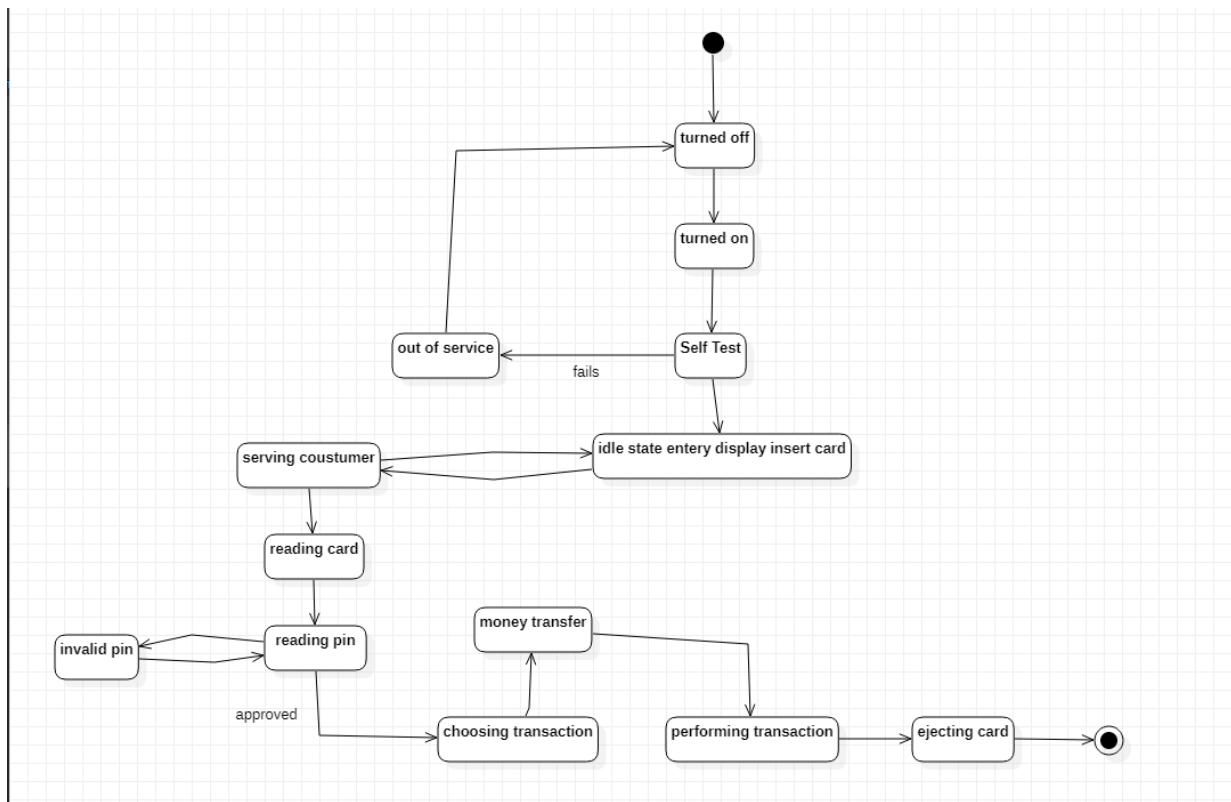 turned off
turned on
out of service
Self Test
fails
serving coustumer
idle state entery display insert card
reading card
money transfer
invalid pin
reading pin
approved
choosing transaction
performing transaction
ejecting card